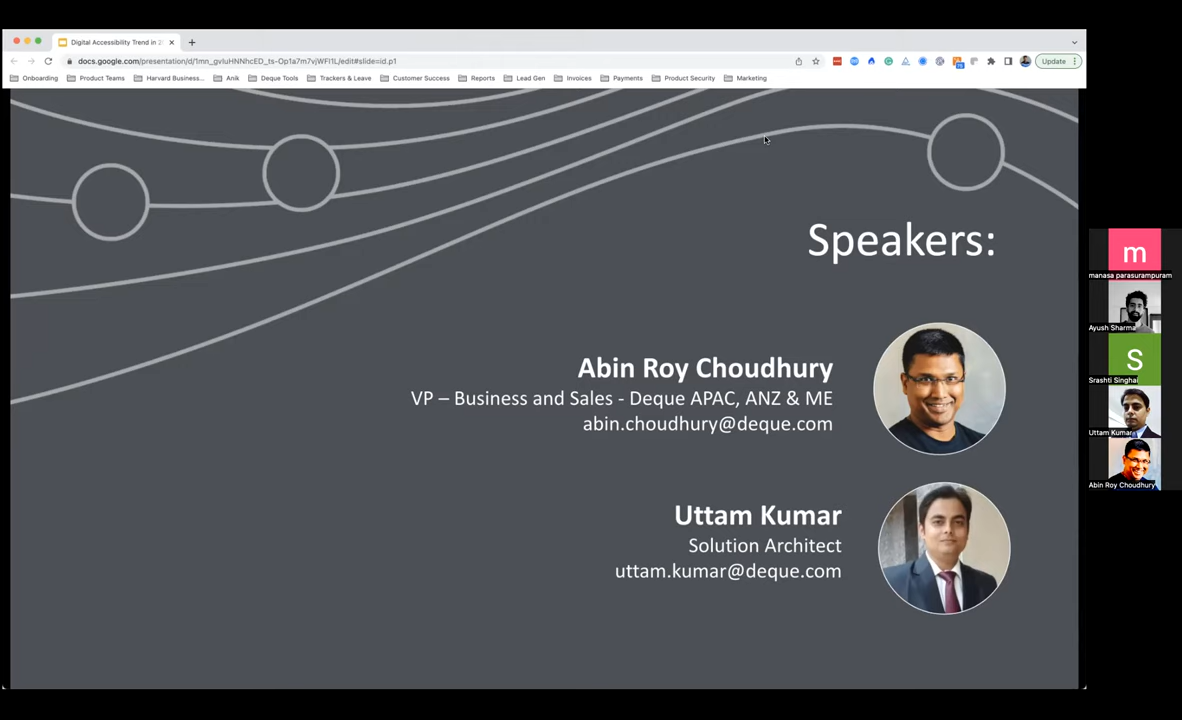 Digital Accessibility Trend in 2
docs.google.com/presentation/d/1mn_gvIuHNNhcED_ts-Op1a7m7vjWFI1L/edit#slide=id.p1
Update
Onboarding
Product Teams
Harvard Business...
Anik
Deque Tools
Trackers & Leave
Customer Success
Reports
Lead Gen
Invoices
Payments
Product Security
Marketing
Speakers:
Abin Roy Choudhury
VP – Business and Sales - Deque APAC, ANZ & ME
abin.choudhury@deque.com
Uttam Kumar
Solution Architect
uttam.kumar@deque.com
m
manasa parasurampuram
Ayush Sharma
S
Srashti Singhai
Uttam Kumar
Abin Roy Choudhury